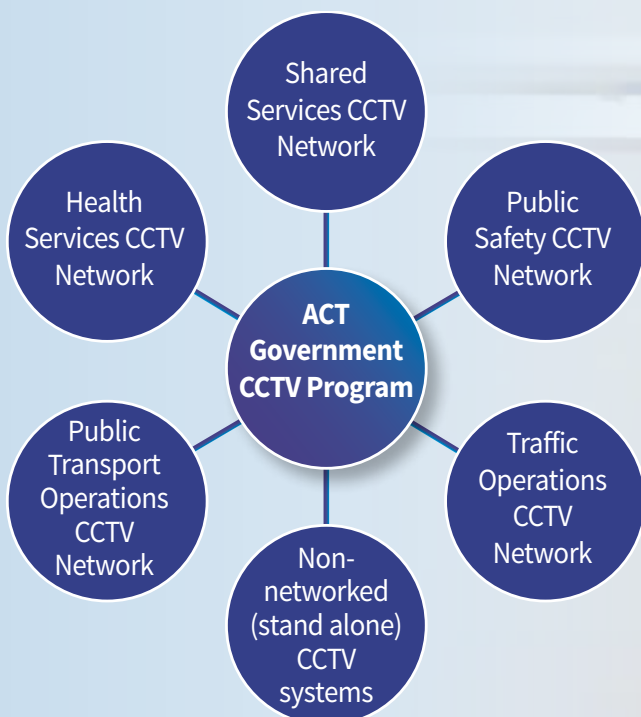 Shared
Services CCTV
Network
Health
Services CCTV
Network
Public
Safety CCTV
Network
ACT
Government
CCTV Program
Public
Transport
Operations
CCTV
Network
Traffic
Operations
CCTV
Network
Non-
networked
(stand alone)
CCTV
systems